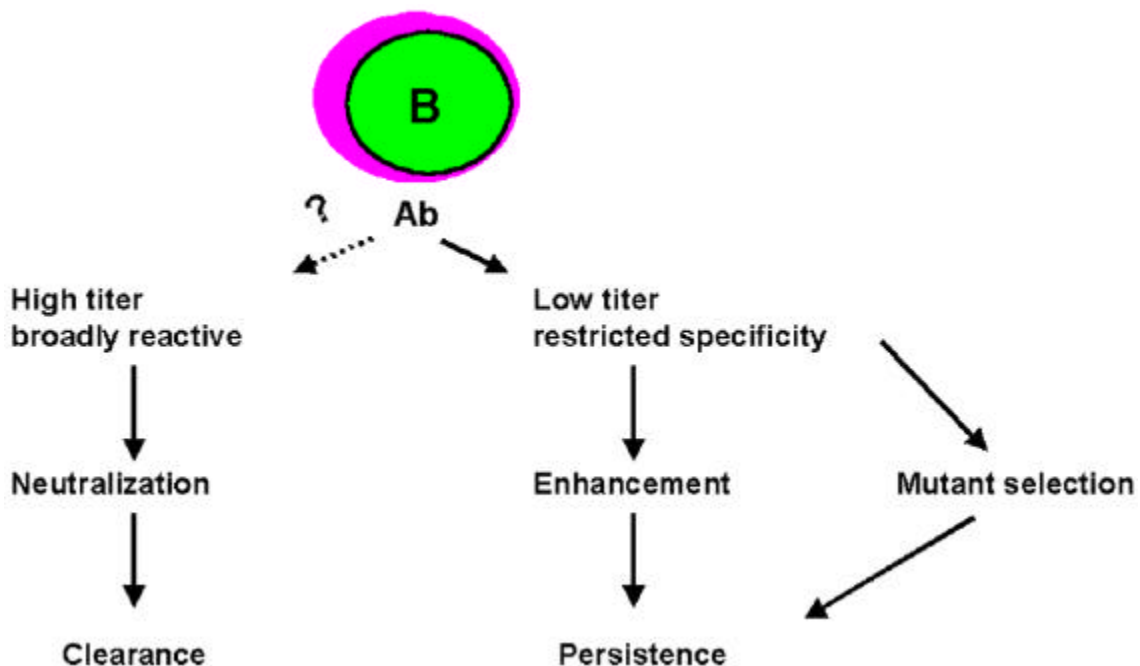 B
?
Ab
High titer
broadly reactive
Low titer
restricted specificity
Neutralization
Enhancement
Mutant selection
Clearance
Persistence